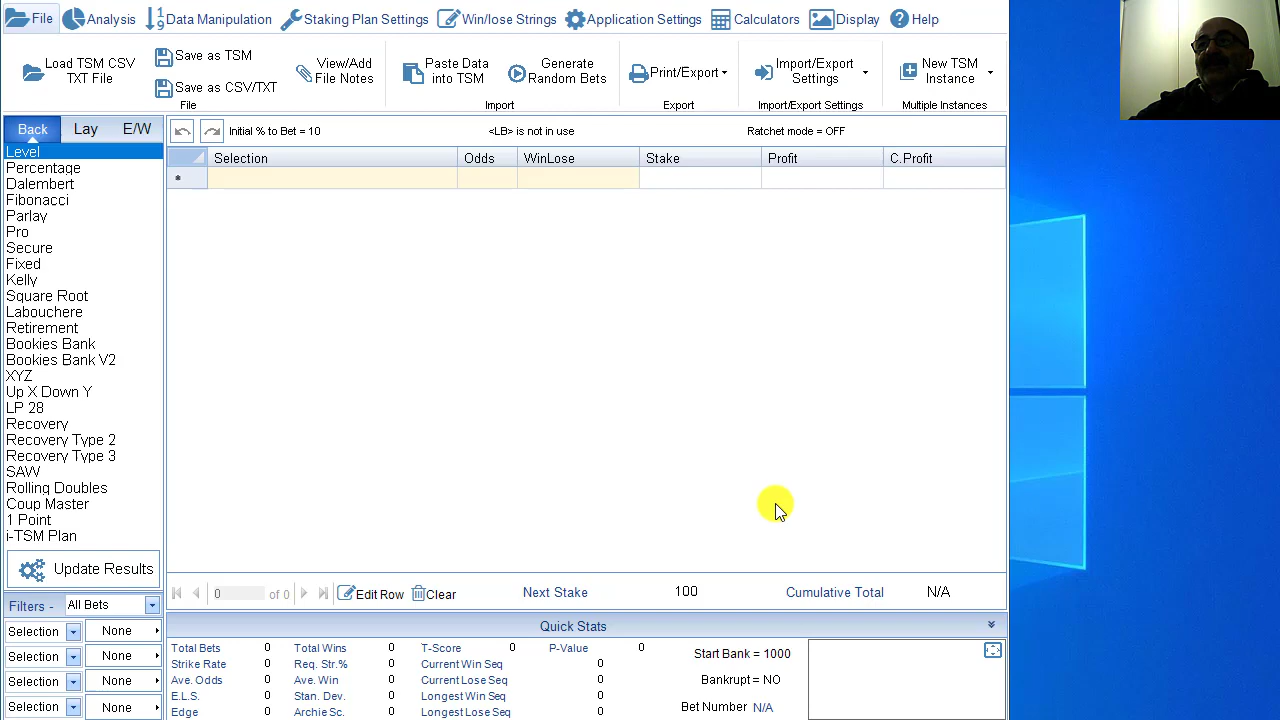 File Analysis Data Manipulation Staking Plan Settings Win/lose Strings Application Settings Calculators Display Help
Load TSM CSV
TXT File
Save as TSM
Save as CSV/TXT
View/Add
File Notes
File
Paste Data
into TSM
Generate
Random Bets
Import
Print/Export
Export
Import/Export
Settings
Import/Export Settings
New TSM
Instance
Multiple Instances
Back Lay E/W
Initial % to Bet = 10 <LB> is not in use Ratchet mode = OFF
Selection Odds WinLose Stake Profit C.Profit
Level
Percentage
Dalembert
Fibonacci
Parlay
Pro
Secure
Fixed
Kelly
Square Root
Labouchere
Retirement
Bookies Bank
Bookies Bank V2
XYZ
Up X Down Y
LP 28
Recovery
Recovery Type 2
Recovery Type 3
SAW
Rolling Doubles
Coup Master
1 Point
i-TSM Plan
Update Results
0 of 0 Edit Row Clear Next Stake 100 Cumulative Total N/A
Filters - All Bets
Selection None
Selection None
Selection None
Selection None
Quick Stats
Total Bets 0 Total Wins 0 T-Score 0 P-Value 0
Strike Rate 0 Req. Str.% 0 Current Win Seq 0
Ave. Odds 0 Ave. Win 0 Current Lose Seq 0
E.L.S. 0 Stan. Dev. 0 Longest Win Seq 0
Edge 0 Archie Sc. 0 Longest Lose Seq 0
Start Bank = 1000
Bankrupt = NO
Bet Number N/A